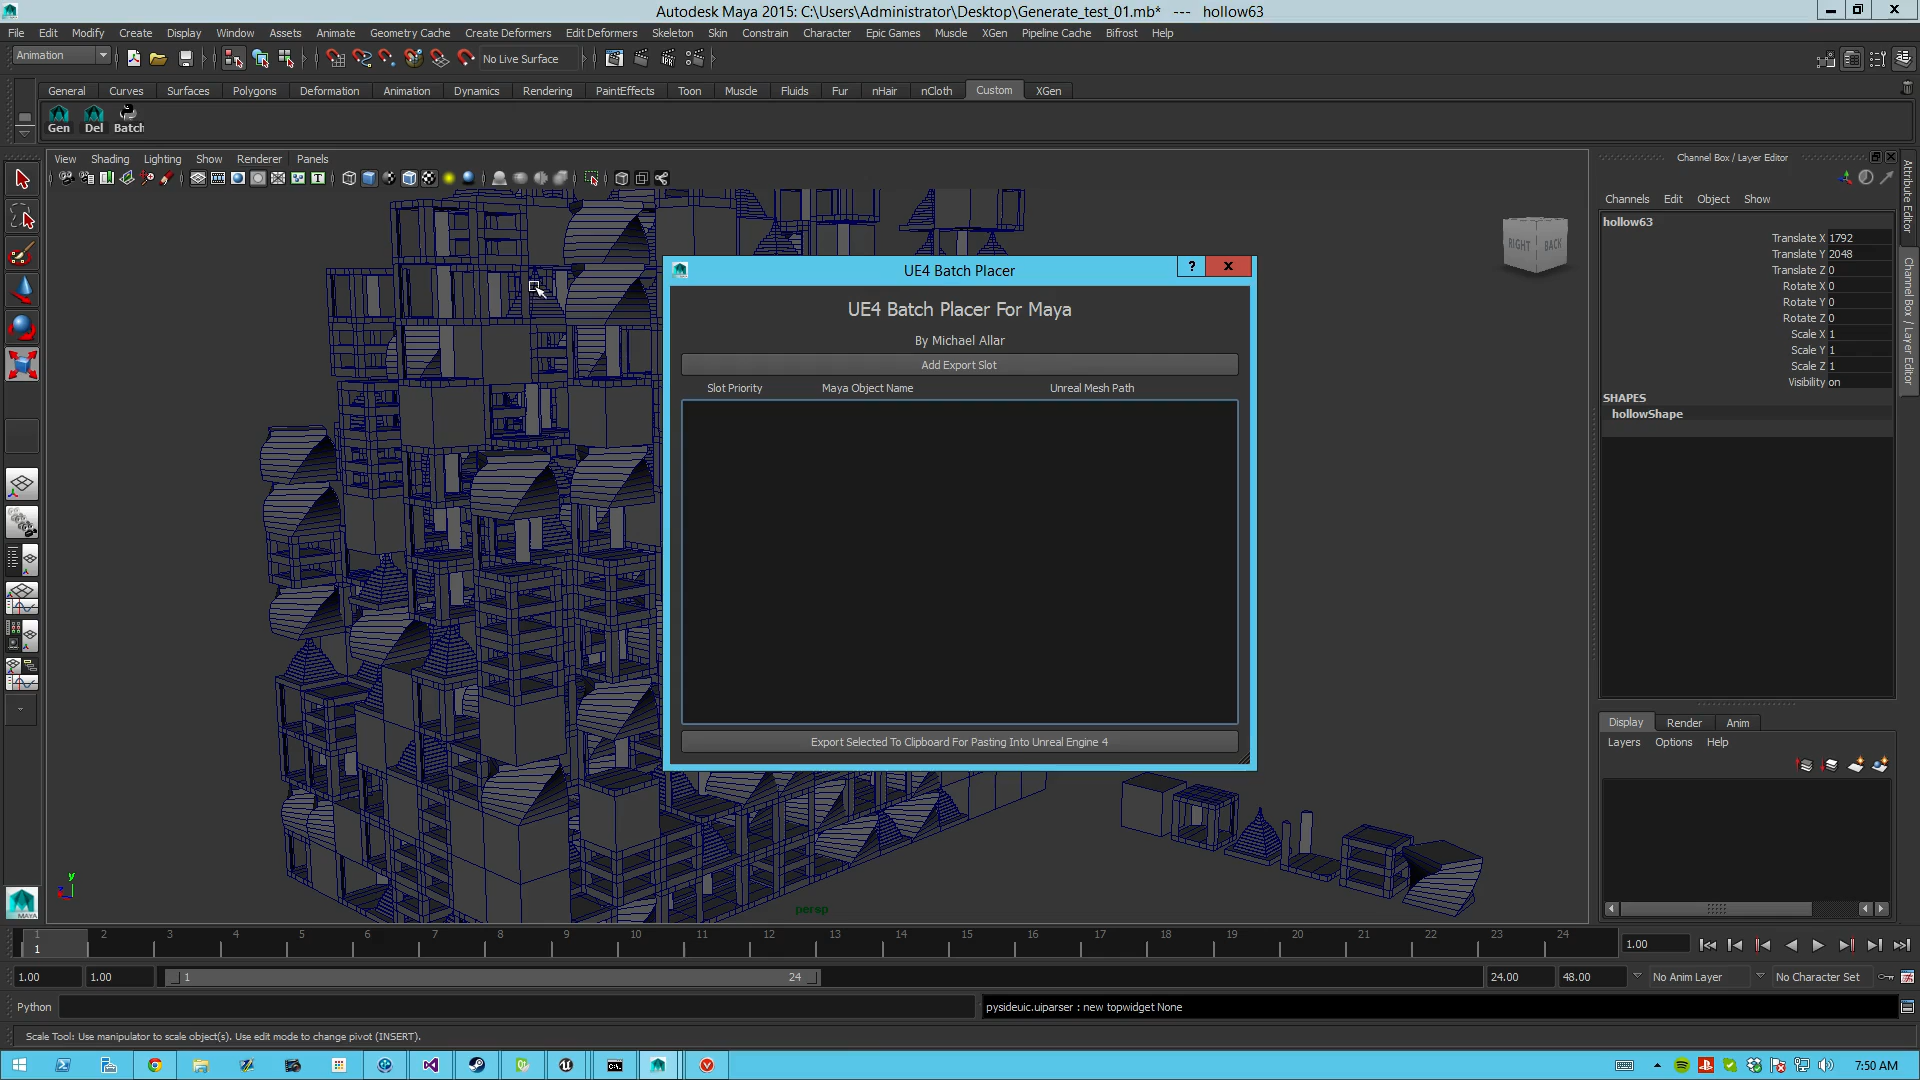 Autodesk Maya 2015: C:\Users\Administrator\Desktop\Generate_test_01.mb* --- hollow63
File Edit Modify Create Display Window Assets Animate Geometry Cache Create Deformers Edit Deformers Skeleton Skin Constrain Character Epic Games Muscle XGen Pipeline Cache Bifrost Help
Animation No Live Surface
General Curves Surfaces Polygons Deformation Animation Dynamics Rendering PaintEffects Toon Muscle Fluids Fur nHair nCloth Custom XGen
Gen Del Batch
View Shading Lighting Show Renderer Panels
Channel Box / Layer Editor
Channels Edit Object Show
hollow63
Translate X 1792
Translate Y 2048
Translate Z 0
Rotate X 0
Rotate Y 0
Rotate Z 0
Scale X 1
Scale Y 1
Scale Z 1
Visibility on
SHAPES
hollowShape
Attribute Editor
Channel Box / Layer Editor
RIGHT BACK
UE4 Batch Placer
?
UE4 Batch Placer For Maya
By Michael Allar
Add Export Slot
Slot Priority Maya Object Name Unreal Mesh Path
Export Selected To Clipboard For Pasting Into Unreal Engine 4
Display Render Anim
Layers Options Help
MAYA
y
z
persp
1 2 3 4 5 6 7 8 9 10 11 12 13 14 15 16 17 18 19 20 21 22 23 24
1
1.00
1.00 1.00 1 24 24.00 48.00 No Anim Layer No Character Set
Python pysideuic.uiparser : new topwidget None
Scale Tool: Use manipulator to scale object(s). Use edit mode to change pivot (INSERT).
7:50 AM